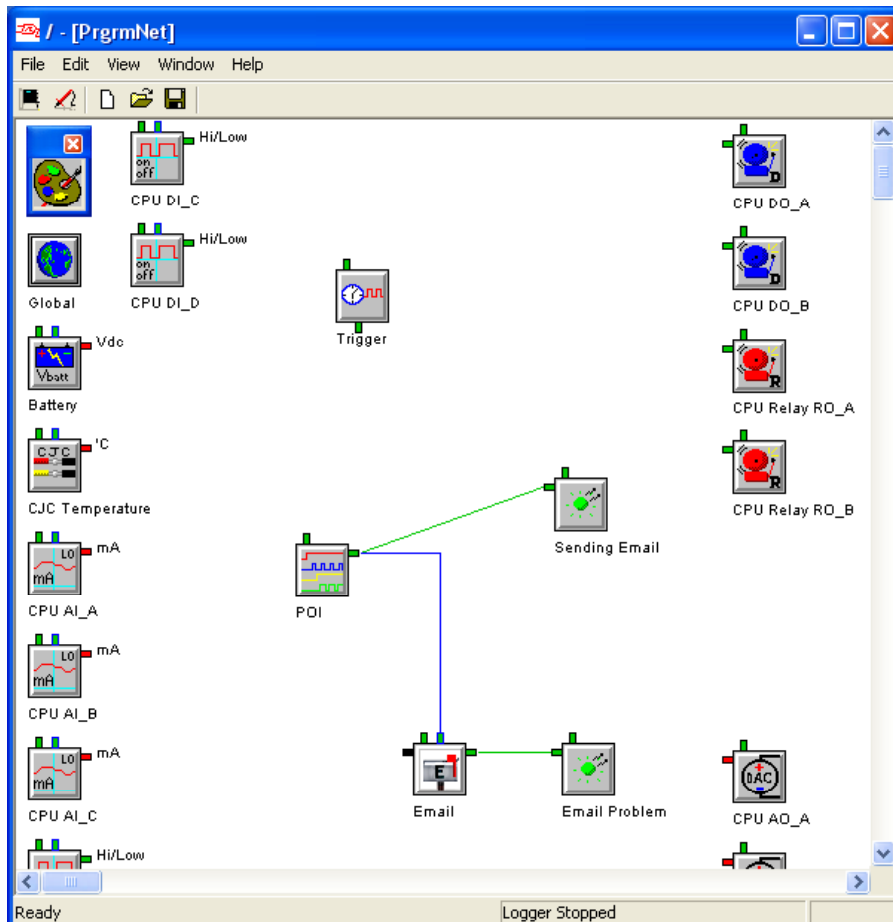 / - [PrgrmNet]
File Edit View Window Help
Hi/Low
on
off
CPU DI_C
D
CPU DO_A
Global
Hi/Low
on
off
CPU DI_D
Trigger
D
CPU DO_B
Vdc
Vbatt
Battery
R
CPU Relay RO_A
'C
CJC
CJC Temperature
R
CPU Relay RO_B
Sending Email
mA
LO
mA
CPU AI_A
POI
mA
LO
mA
CPU AI_B
mA
LO
mA
CPU AI_C
E
Email
Email Problem
DAC
CPU AO_A
Hi/Low
Ready
Logger Stopped